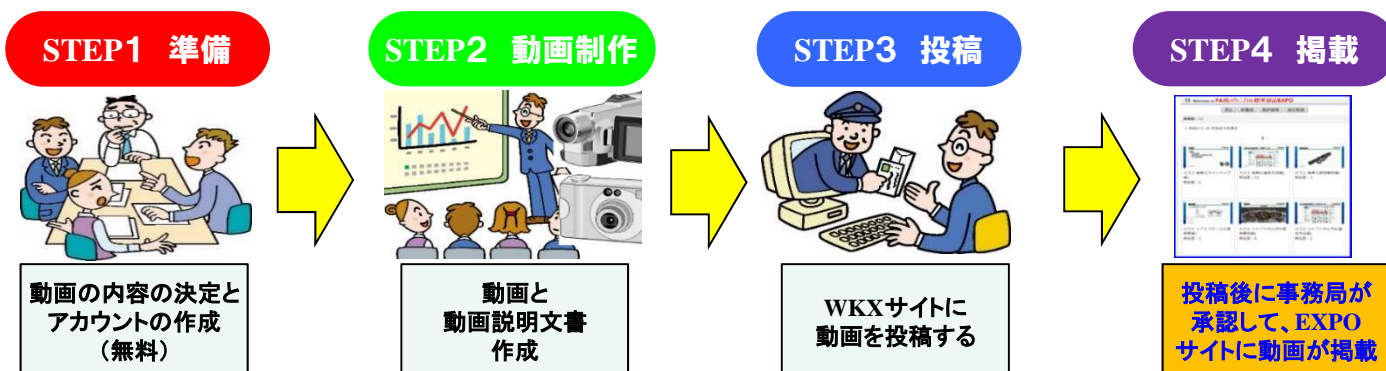 STEP1 準備
STEP2 動画制作
STEP3 投稿
STEP4 掲載
動画の内容の決定と
アカウントの作成
(無料)
動画と
動画説明文書
作成
WKXサイトに
動画を投稿する
投稿後に事務局が
承認して、EXPO
サイトに動画が掲載